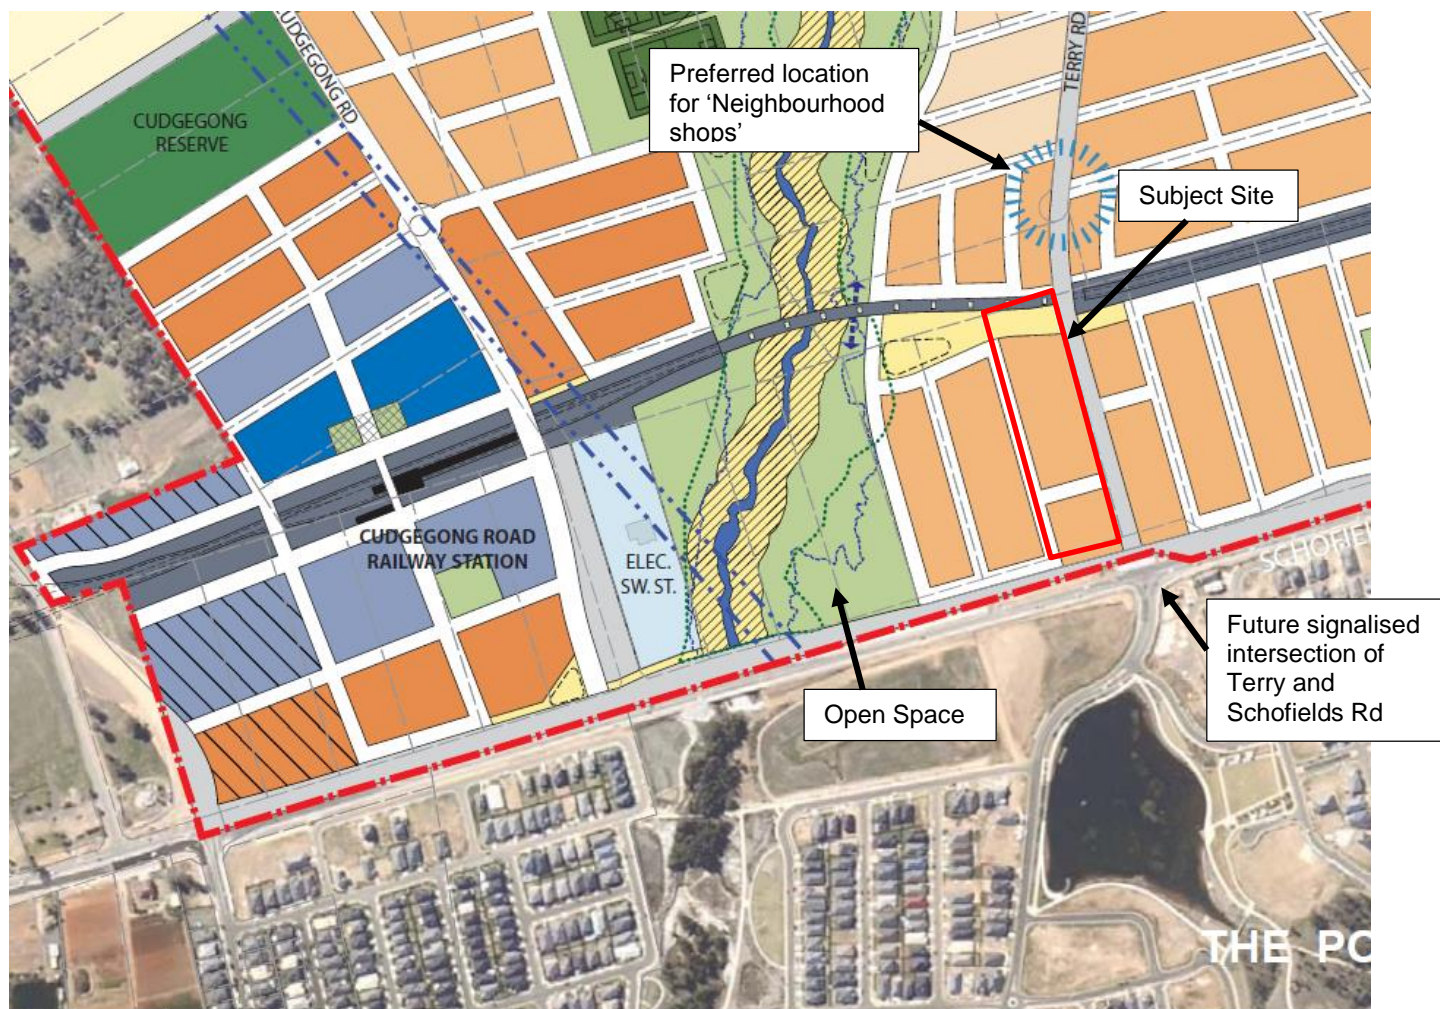 CUDGEGONG RD
TERRY RD
Preferred location
for ‘Neighbourhood
shops’
CUDGEGONG
RESERVE
Subject Site
CUDGEGONG ROAD
RAILWAY STATION
ELEC.
SW. ST.
Future signalised
intersection of
Terry and
Schofields Rd
Open Space
THE PO